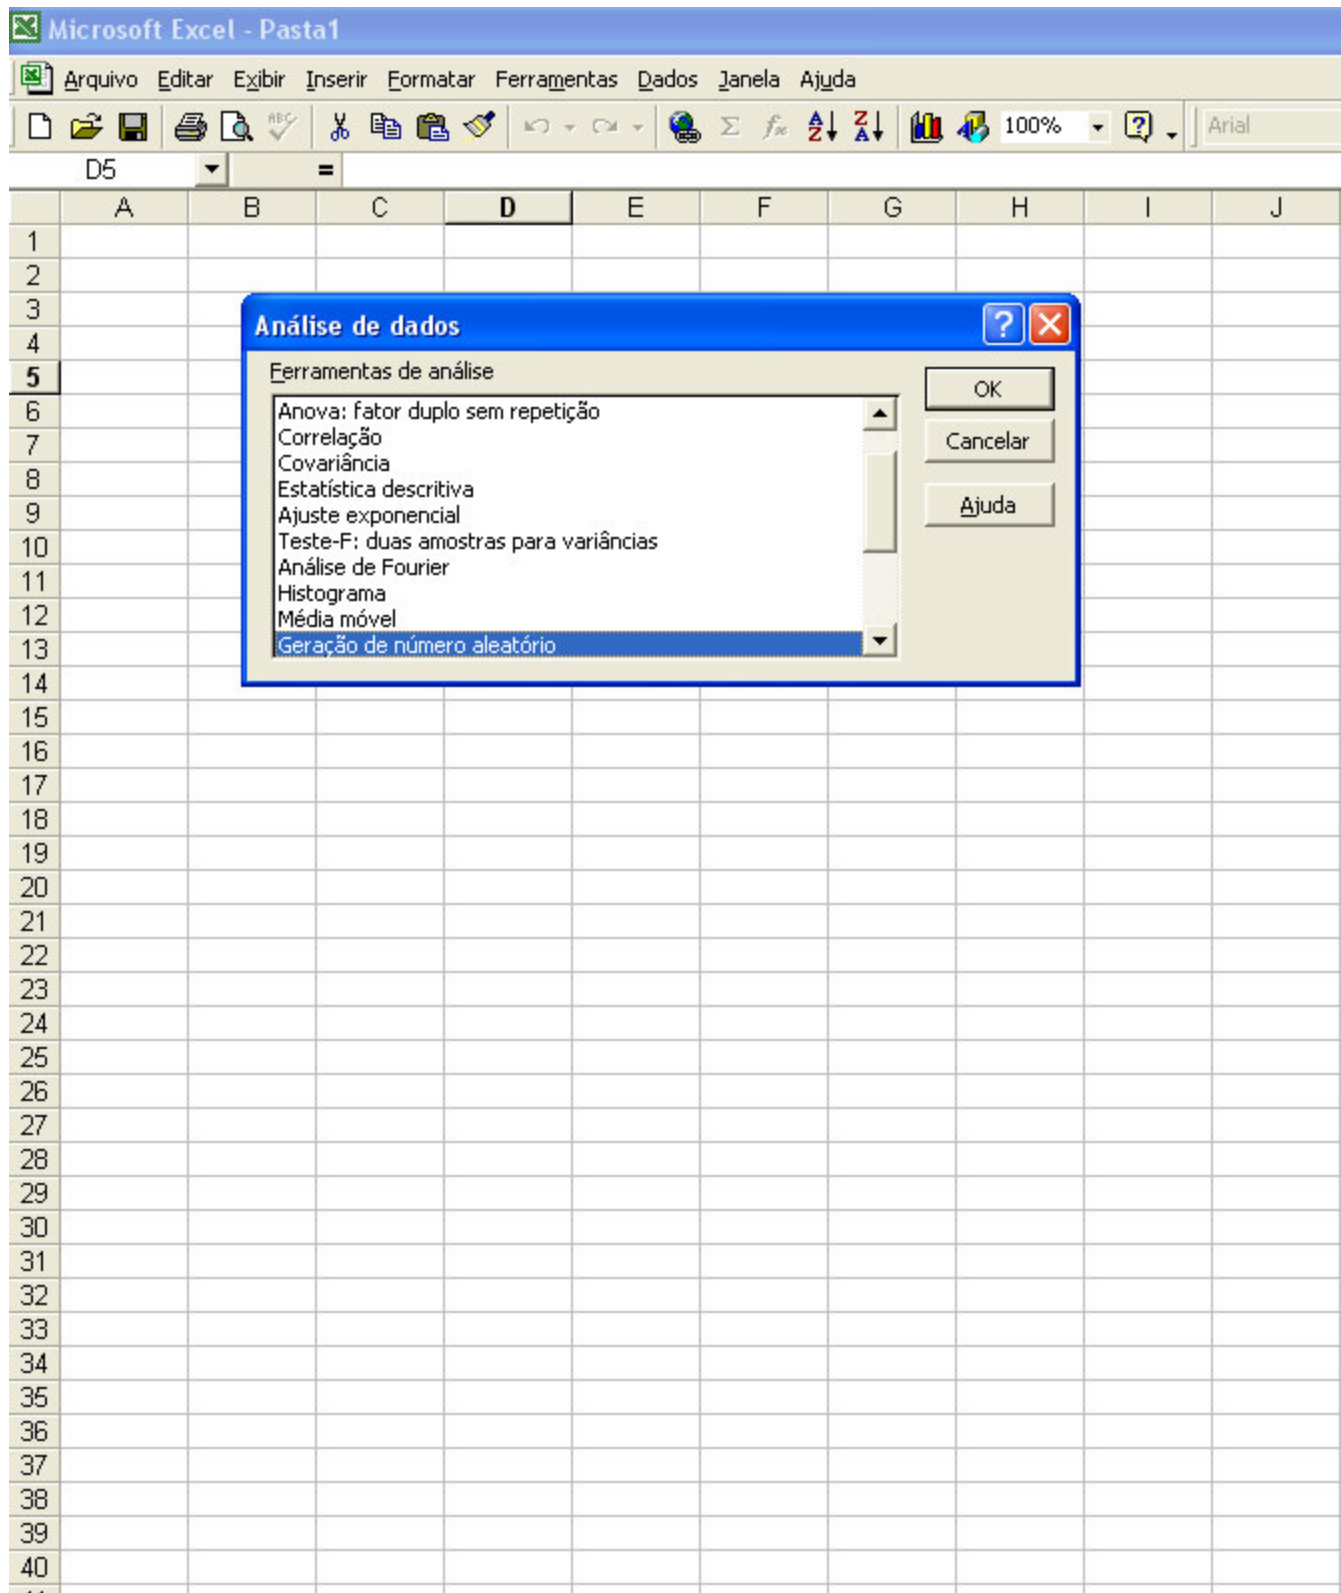 Microsoft Excel - Pasta1
Arquivo Editar Exibir Inserir Formatar Ferramentas Dados Janela Ajuda
ABC Σ fx A Z Z A 100% ? Arial
D5 =
A B C D E F G H I J
1
2
3
Análise de dados ?
4
Ferramentas de análise
5
OK
6
Anova: fator duplo sem repetição
Correlação
7
Cancelar
Covariância
8
Estatística descritiva
9
Ajuste exponencial
Ajuda
Teste-F: duas amostras para variâncias
10
Análise de Fourier
11
Histograma
12
Média móvel
13
Geração de número aleatório
14
15
16
17
18
19
20
21
22
23
24
25
26
27
28
29
30
31
32
33
34
35
36
37
38
39
40